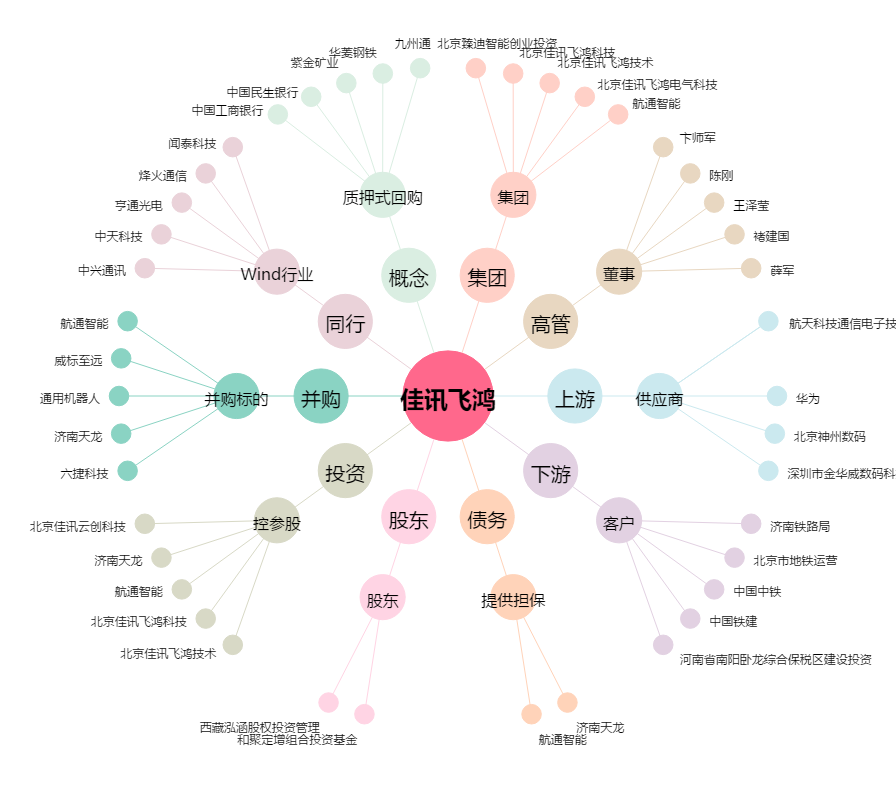 九州通
北京臻迪智能创业投资
华菱钢铁
北京佳讯飞鸿科技
紫金矿业
北京佳讯飞鸿技术
中国民生银行
北京佳讯飞鸿电气科技
中国工商银行
航通智能
闻泰科技
卞师军
烽火通信
陈刚
质押式回购
集团
亨通光电
王泽莹
中天科技
褚建国
中兴通讯
Wind行业
概念
集团
董事
薛军
航通智能
同行
高管
航天科技通信电子技
威标至远
通用机器人
并购标的
并购
佳讯飞鸿
上游
供应商
华为
济南天龙
北京神州数码
六捷科技
投资
下游
深圳市金华威数码科
北京佳讯云创科技
控参股
股东
债务
客户
济南铁路局
济南天龙
北京市地铁运营
航通智能
中国中铁
股东
提供担保
北京佳讯飞鸿科技
中国铁建
北京佳讯飞鸿技术
河南省南阳卧龙综合保税区建设投资
西藏泓涵股权投资管理
济南天龙
和聚定增组合投资基金
航通智能